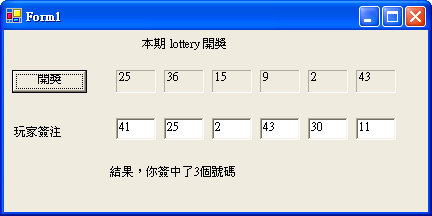 Form1
本期 lottery 開獎
開獎 25 36 15 9 2 43
玩家簽注 41 25 2 43 30 11
結果，你簽中了3個號碼